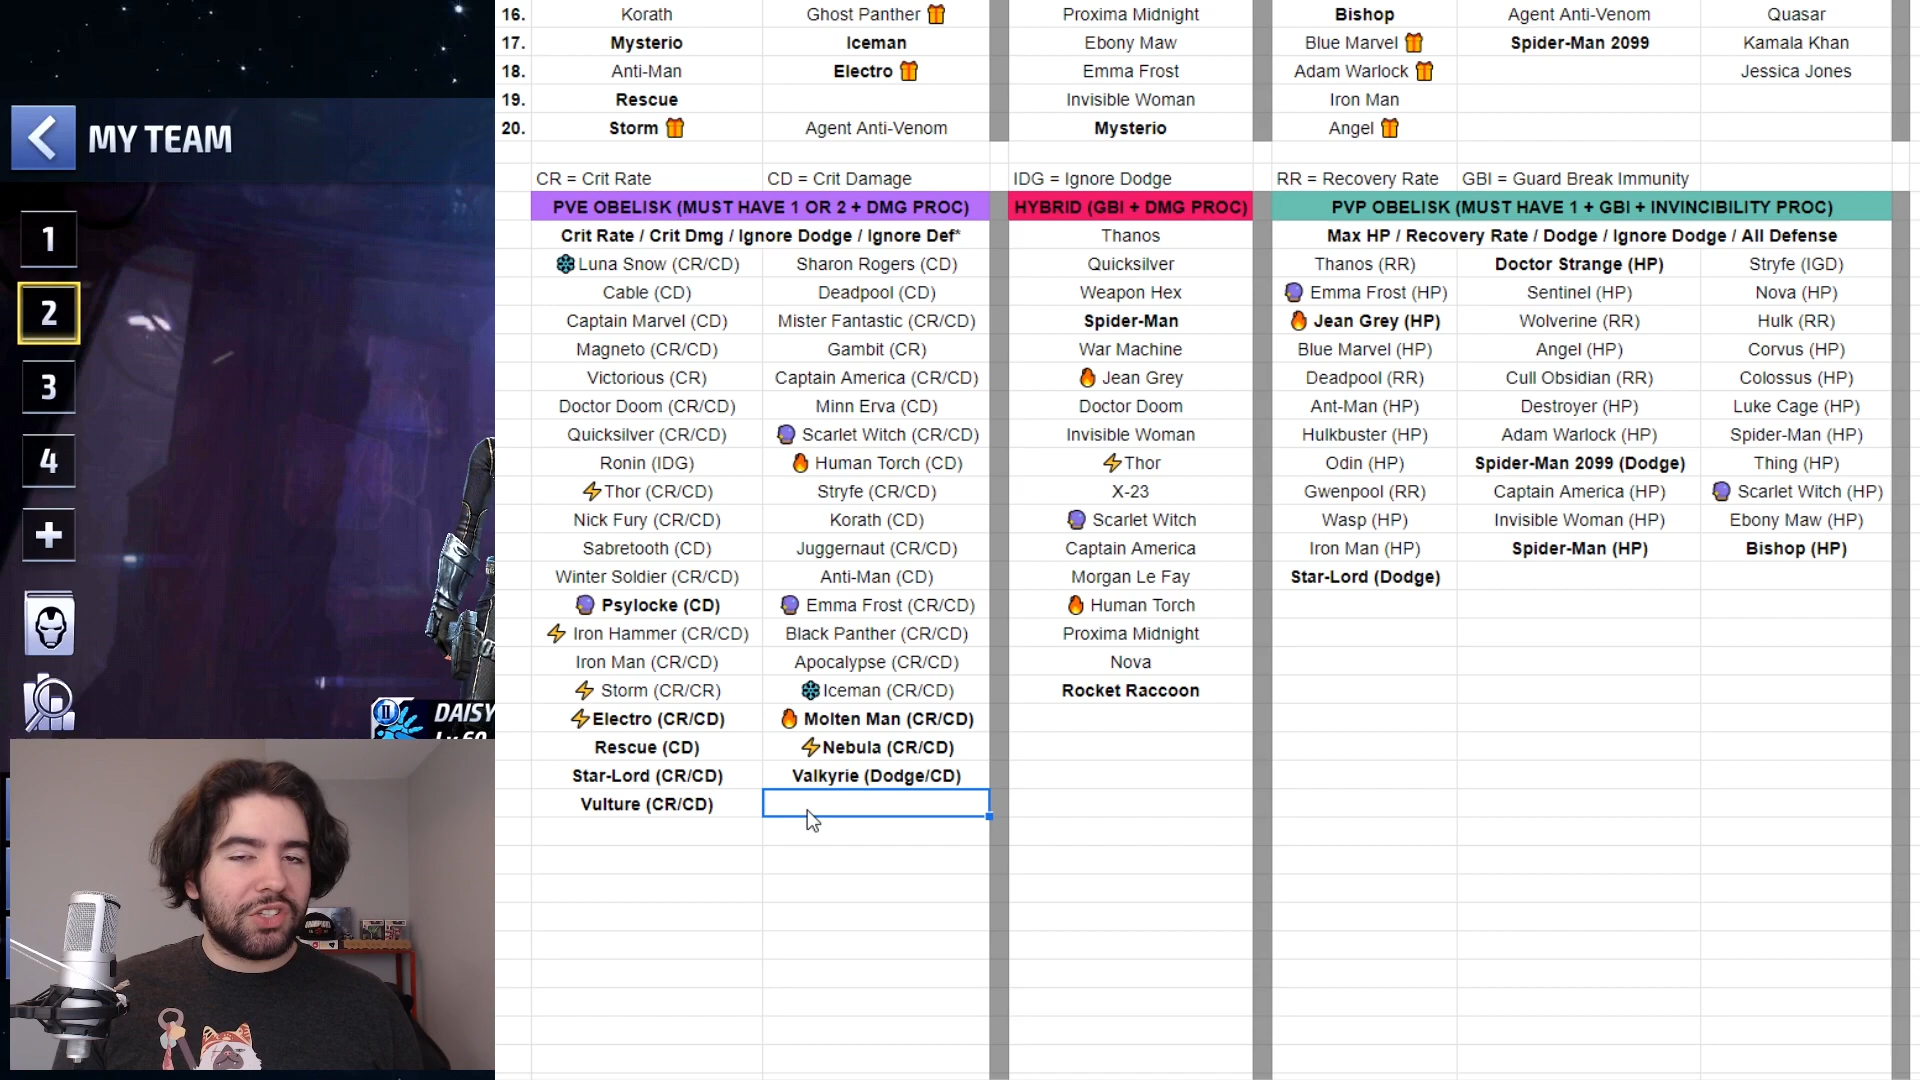 MY TEAM
1
2
3
4
+
II
DAISY
Lv.60
16. Korath Ghost Panther 🎁 Proxima Midnight Bishop Agent Anti-Venom Quasar
17. Mysterio Iceman Ebony Maw Blue Marvel 🎁 Spider-Man 2099 Kamala Khan
18. Anti-Man Electro 🎁 Emma Frost Adam Warlock 🎁 Jessica Jones
19. Rescue Invisible Woman Iron Man
20. Storm 🎁 Agent Anti-Venom Mysterio Angel 🎁
CR = Crit Rate CD = Crit Damage IDG = Ignore Dodge RR = Recovery Rate GBI = Guard Break Immunity
PVE OBELISK (MUST HAVE 1 OR 2 + DMG PROC) HYBRID (GBI + DMG PROC) PVP OBELISK (MUST HAVE 1 + GBI + INVINCIBILITY PROC)
Crit Rate / Crit Dmg / Ignore Dodge / Ignore Def* Thanos Max HP / Recovery Rate / Dodge / Ignore Dodge / All Defense
Luna Snow (CR/CD) Sharon Rogers (CD) Quicksilver Thanos (RR) Doctor Strange (HP) Stryfe (IGD)
Cable (CD) Deadpool (CD) Weapon Hex 🔮 Emma Frost (HP) Sentinel (HP) Nova (HP)
Captain Marvel (CD) Mister Fantastic (CR/CD) Spider-Man 🔥 Jean Grey (HP) Wolverine (RR) Hulk (RR)
Magneto (CR/CD) Gambit (CR) War Machine Blue Marvel (HP) Angel (HP) Corvus (HP)
Victorious (CR) Captain America (CR/CD) 🔥 Jean Grey Deadpool (RR) Cull Obsidian (RR) Colossus (HP)
Doctor Doom (CR/CD) Minn Erva (CD) Doctor Doom Ant-Man (HP) Destroyer (HP) Luke Cage (HP)
Quicksilver (CR/CD) 🔮 Scarlet Witch (CR/CD) Invisible Woman Hulkbuster (HP) Adam Warlock (HP) Spider-Man (HP)
Ronin (IDG) 🔥 Human Torch (CD) ⚡Thor Odin (HP) Spider-Man 2099 (Dodge) Thing (HP)
⚡Thor (CR/CD) Stryfe (CR/CD) X-23 Gwenpool (RR) Captain America (HP) 🔮 Scarlet Witch (HP)
Nick Fury (CR/CD) Korath (CD) 🔮 Scarlet Witch Wasp (HP) Invisible Woman (HP) Ebony Maw (HP)
Sabretooth (CD) Juggernaut (CR/CD) Captain America Iron Man (HP) Spider-Man (HP) Bishop (HP)
Winter Soldier (CR/CD) Anti-Man (CD) Morgan Le Fay Star-Lord (Dodge)
🔮 Psylocke (CD) 🔮 Emma Frost (CR/CD) 🔥 Human Torch
⚡ Iron Hammer (CR/CD) Black Panther (CR/CD) Proxima Midnight
Iron Man (CR/CD) Apocalypse (CR/CD) Nova
⚡ Storm (CR/CR) Iceman (CR/CD) Rocket Raccoon
⚡Electro (CR/CD) 🔥 Molten Man (CR/CD)
Rescue (CD) ⚡Nebula (CR/CD)
Star-Lord (CR/CD) Valkyrie (Dodge/CD)
Vulture (CR/CD)